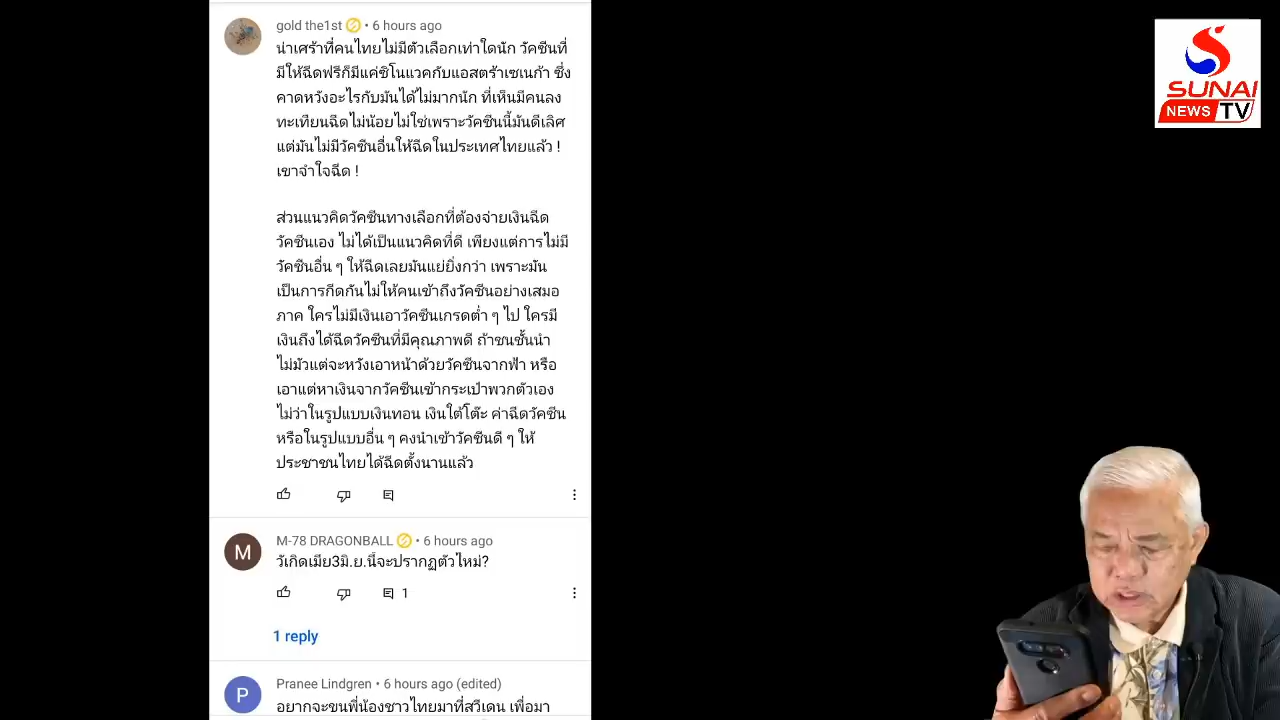 gold the1st • 6 hours ago
น่าเศร้าที่คนไทยไม่มีตัวเลือกเท่าใดนัก วัคซีนที่
มีให้ฉีดฟรีก็มีแค่ซิโนแวคกับแอสตร้าเซเนก้า ซึ่ง
คาดหวังอะไรกับมันได้ไม่มากนัก ที่เห็นมีคนลง
ทะเทียนฉีดไม่น้อยไม่ใช่เพราะวัคซีนนี้มันดีเลิศ
แต่มันไม่มีวัคซีนอื่นให้ฉีดในประเทศไทยแล้ว !
เขาจำใจฉีด !
ส่วนแนวคิดวัคซีนทางเลือกที่ต้องจ่ายเงินฉีด
วัคซีนเอง ไม่ได้เป็นแนวคิดที่ดี เพียงแต่การไม่มี
วัคซีนอื่น ๆ ให้ฉีดเลยมันแย่ยิ่งกว่า เพราะมัน
เป็นการกีดกันไม่ให้คนเข้าถึงวัคซีนอย่างเสมอ
ภาค ใครไม่มีเงินเอาวัคซีนเกรดต่ำ ๆ ไป ใครมี
เงินถึงได้ฉีดวัคซีนที่มีคุณภาพดี ถ้าชนชั้นนำ
ไม่มัวแต่จะหวังเอาหน้าด้วยวัคซีนจากฟ้า หรือ
เอาแต่หาเงินจากวัคซีนเข้ากระเป๋าพวกตัวเอง
ไม่ว่าในรูปแบบเงินทอน เงินใต้โต๊ะ ค่าฉีดวัคซีน
หรือในรูปแบบอื่น ๆ คงนำเข้าวัคซีนดี ๆ ให้
ประชาชนไทยได้ฉีดตั้งนานแล้ว
M
M-78 DRAGONBALL • 6 hours ago
วัเกิดเมีย3มิ.ย.นี้จะปรากฏตัวไหม่?
1
1 reply
P
Pranee Lindgren • 6 hours ago (edited)
อยากจะขนพี่น้องชาวไทยมาที่สวีเดน เพื่อมา
SUNAI
NEWS TV